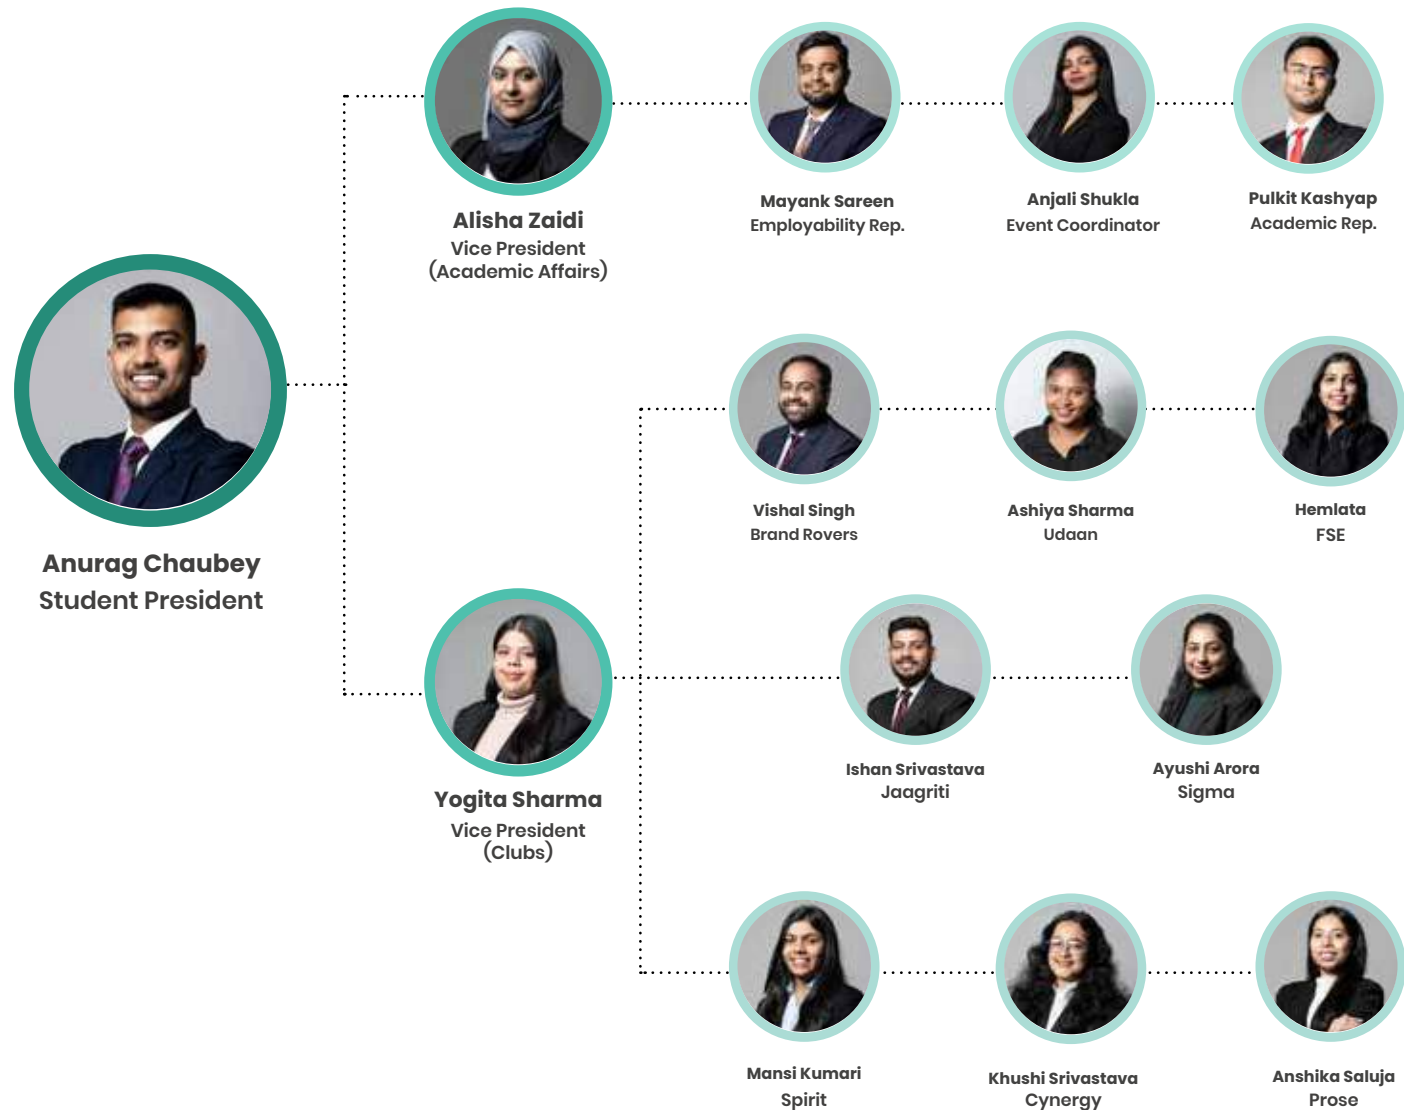 Alisha Zaidi
Vice President
(Academic Affairs)
Mayank Sareen
Employability Rep.
Anjali Shukla
Event Coordinator
Pulkit Kashyap
Academic Rep.
Anurag Chaubey
Student President
Vishal Singh
Brand Rovers
Ashiya Sharma
Udaan
Hemlata
FSE
Yogita Sharma
Vice President
(Clubs)
Ishan Srivastava
Jaagriti
Ayushi Arora
Sigma
Mansi Kumari
Spirit
Khushi Srivastava
Cynergy
Anshika Saluja
Prose